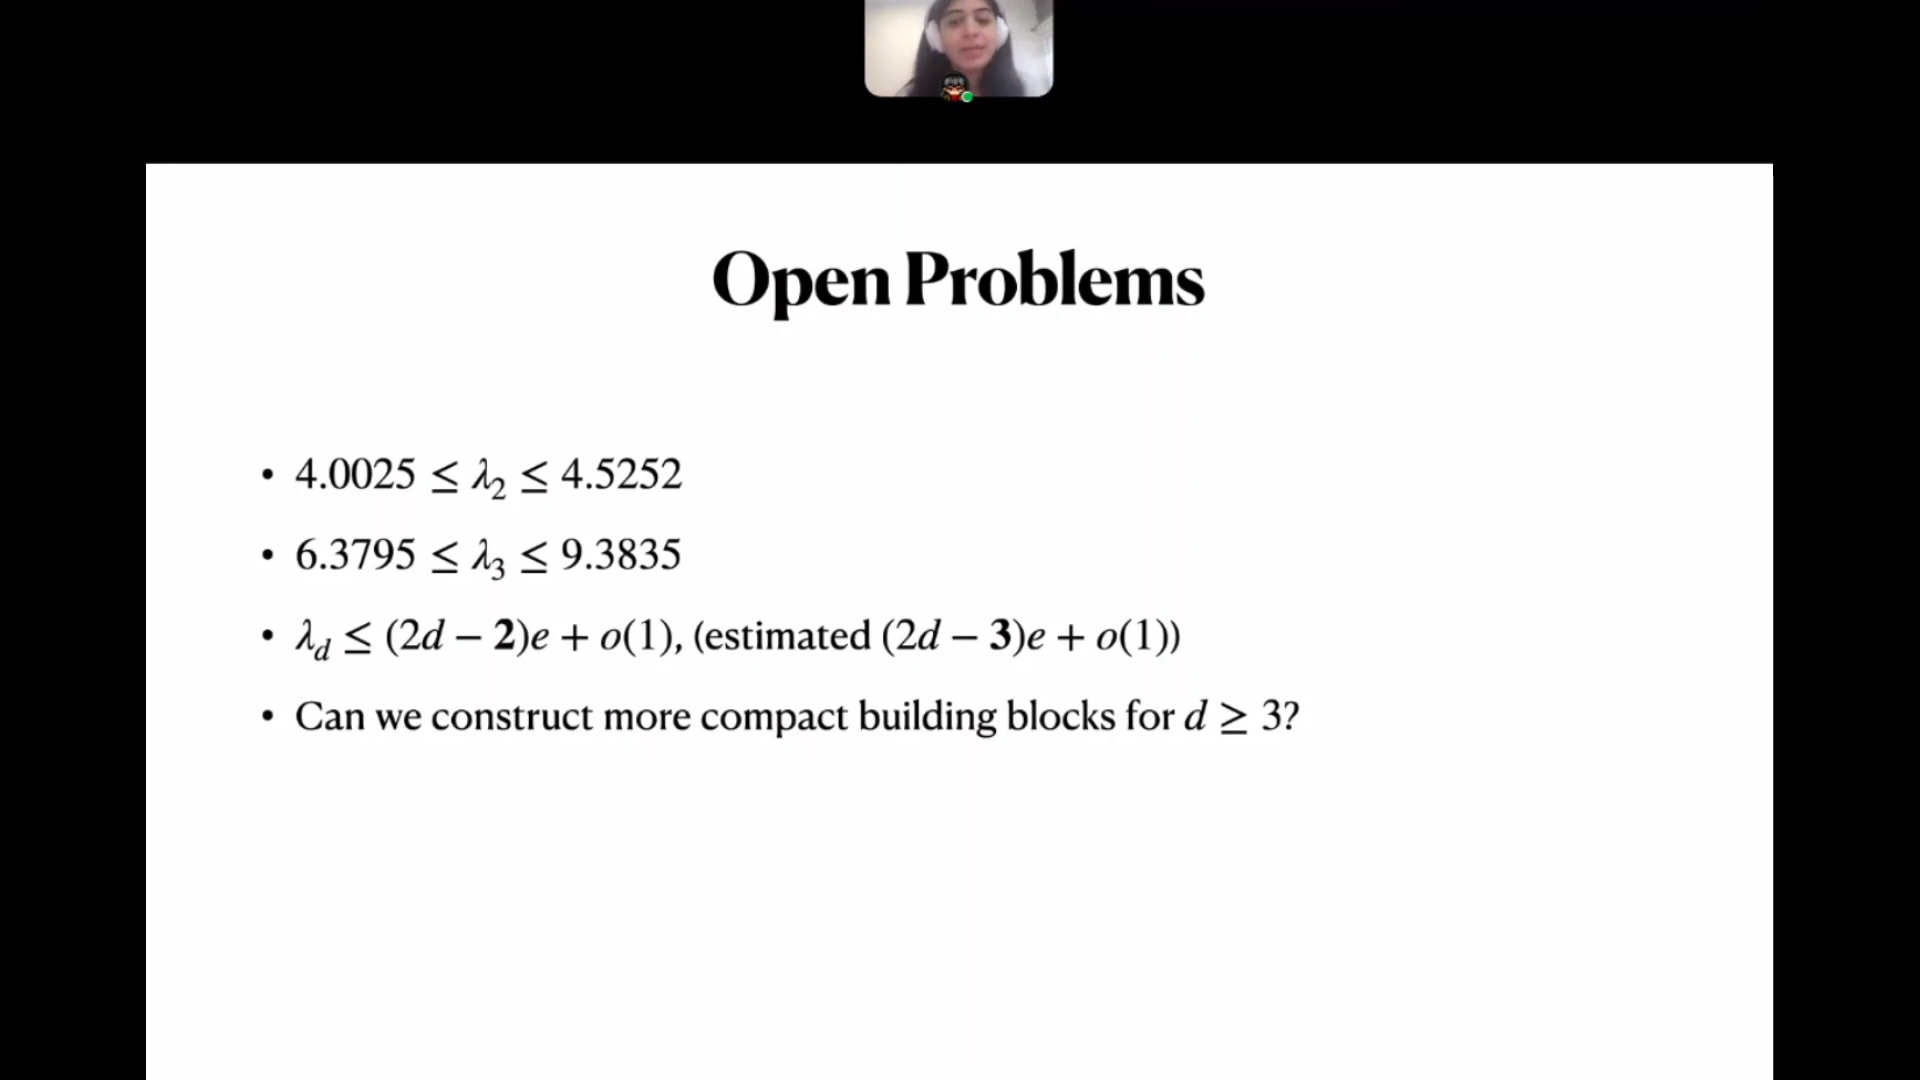 Open Problems
• 4.0025 ≤ λ₂ ≤ 4.5252
• 6.3795 ≤ λ₃ ≤ 9.3835
• λ_d ≤ (2d − 2)e + o(1), (estimated (2d − 3)e + o(1))
• Can we construct more compact building blocks for d ≥ 3?